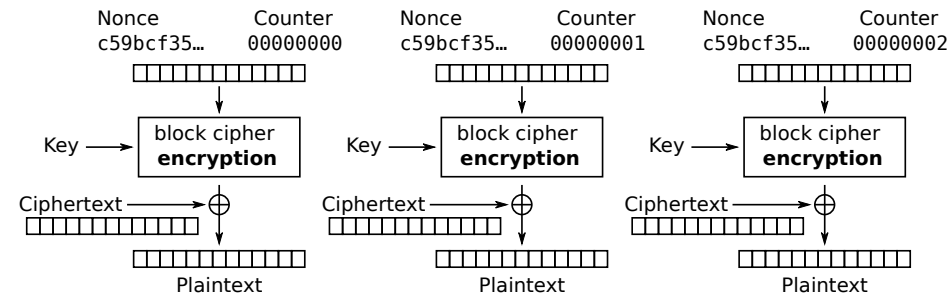 Nonce Counter Nonce Counter Nonce Counter
c59bcf35… 00000000 c59bcf35… 00000001 c59bcf35… 00000002
block cipher block cipher block cipher
Key encryption Key encryption Key encryption
Ciphertext Ciphertext Ciphertext
Plaintext Plaintext Plaintext